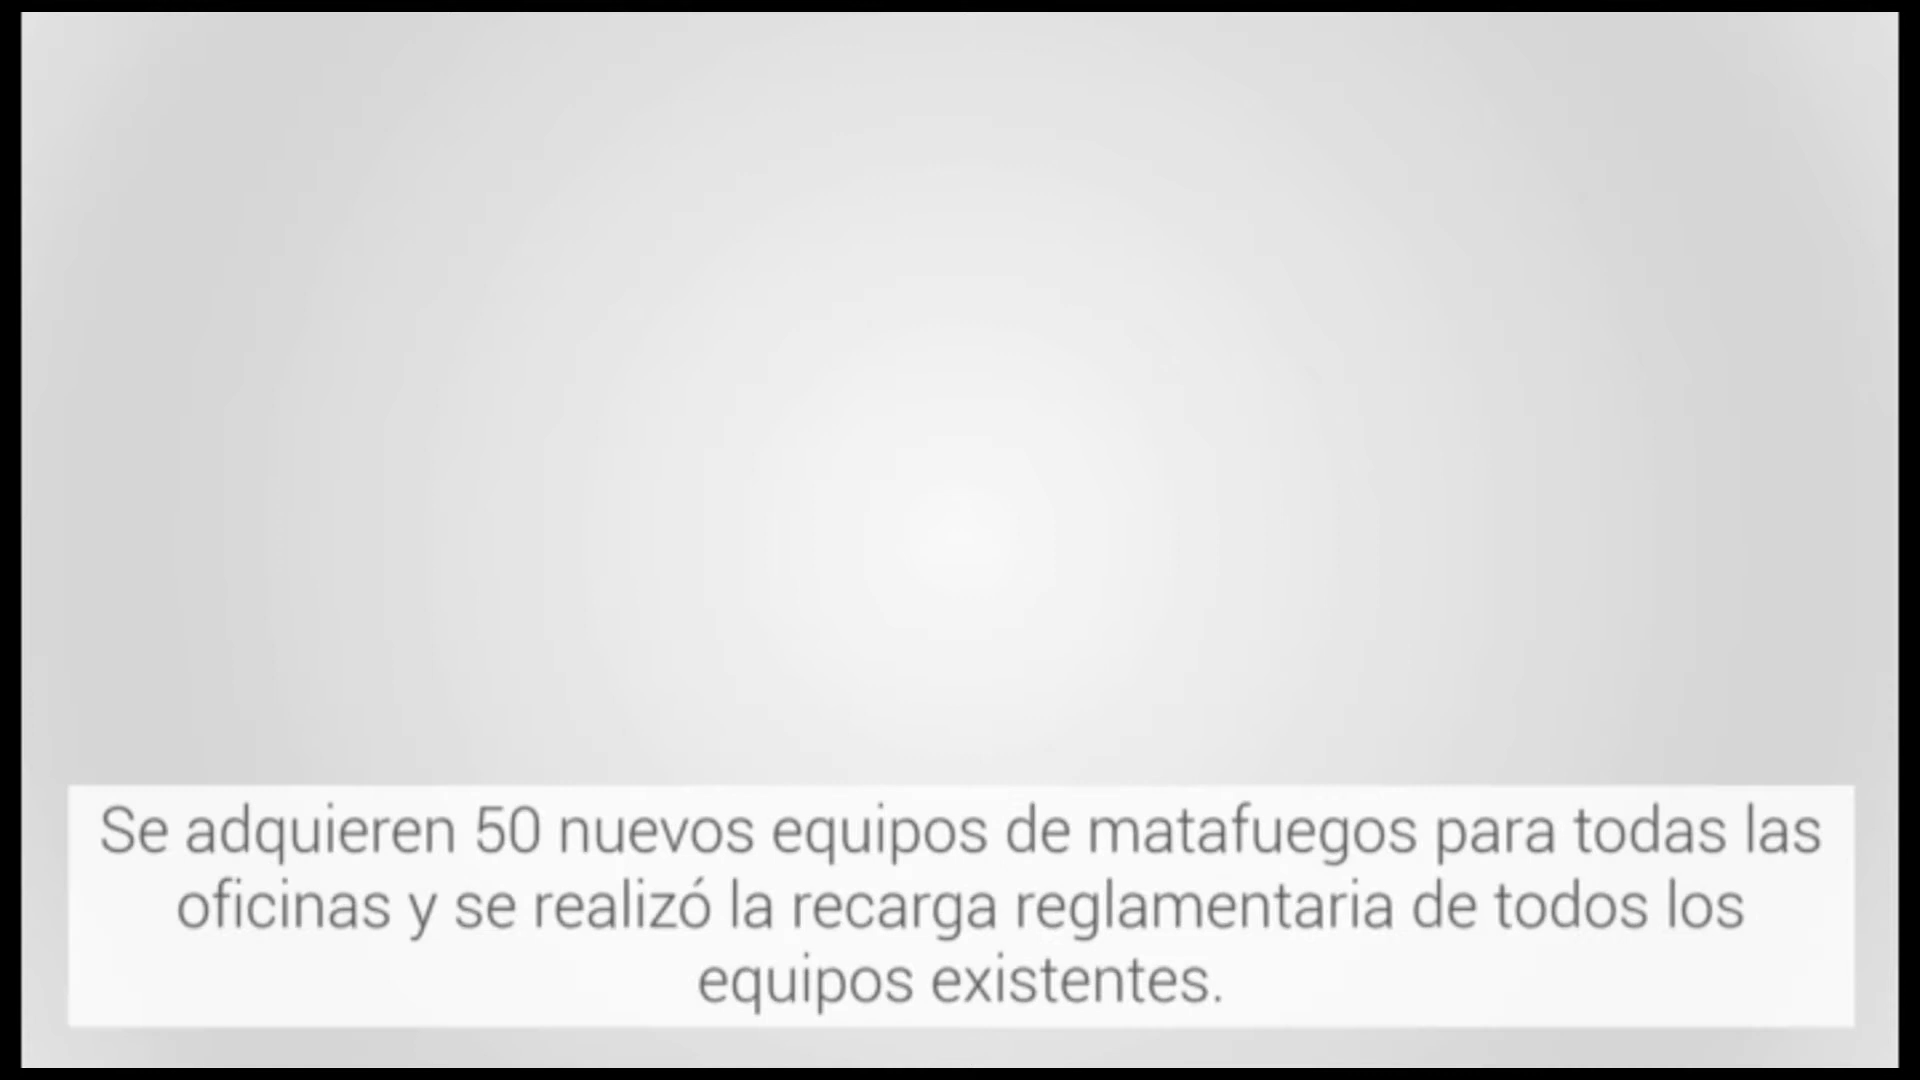 Se adquieren 50 nuevos equipos de matafuegos para todas las
oficinas y se realizó la recarga reglamentaria de todos los
equipos existentes.